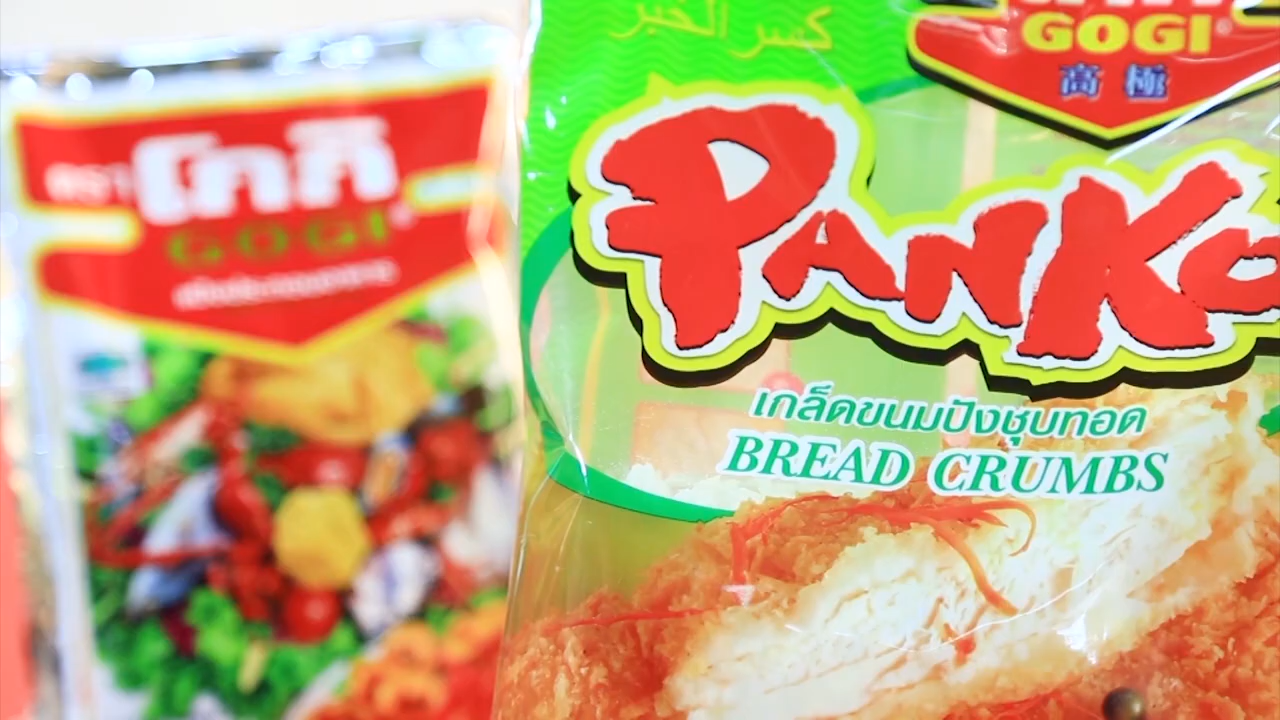 ตรา โกกิ
GOGI
كسر الخبز
GOGI®
高極
PANKO
เกล็ดขนมปังชุบทอด
BREAD CRUMBS